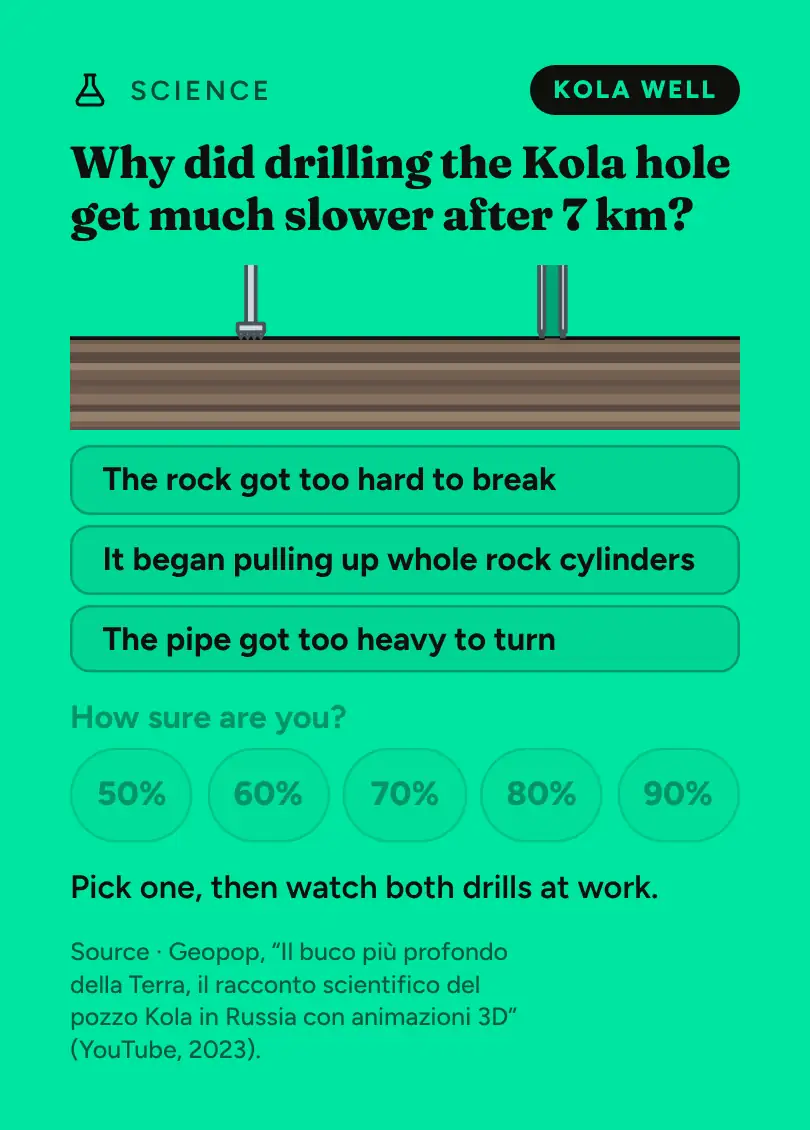 SCIENCE
KOLA WELL
Why did drilling the Kola hole
get much slower after 7 km?
The rock got too hard to break
It began pulling up whole rock cylinders
The pipe got too heavy to turn
How sure are you?
50%
60%
70%
80%
90%
Pick one, then watch both drills at work.
Source · Geopop, “Il buco più profondo
della Terra, il racconto scientifico del
pozzo Kola in Russia con animazioni 3D”
(YouTube, 2023).